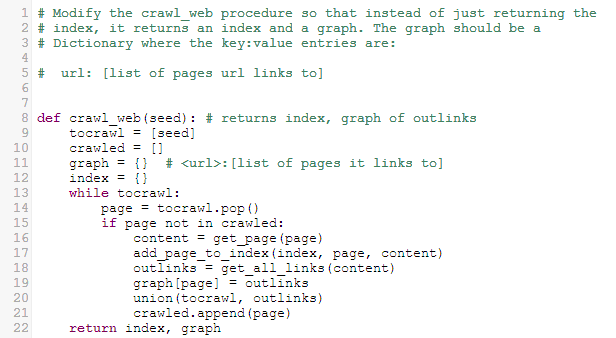 1 # Modify the crawl_web procedure so that instead of just returning the
2 # index, it returns an index and a graph. The graph should be a
3 # Dictionary where the key:value entries are:
4
5 #  url: [list of pages url links to]
6
7
8 def crawl_web(seed): # returns index, graph of outlinks
9     tocrawl = [seed]
10     crawled = []
11     graph = {}  # <url>:[list of pages it links to]
12     index = {}
13     while tocrawl:
14         page = tocrawl.pop()
15         if page not in crawled:
16             content = get_page(page)
17             add_page_to_index(index, page, content)
18             outlinks = get_all_links(content)
19             graph[page] = outlinks
20             union(tocrawl, outlinks)
21             crawled.append(page)
22     return index, graph